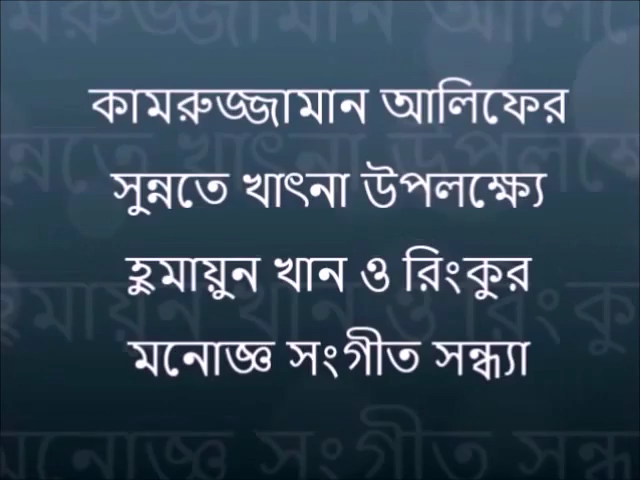 কামরুজ্জামান আলিফের
সুন্নতে খাৎনা উপলক্ষ্যে
হুমায়ুন খান ও রিংকুর
মনোজ্ঞ সংগীত সন্ধ্যা